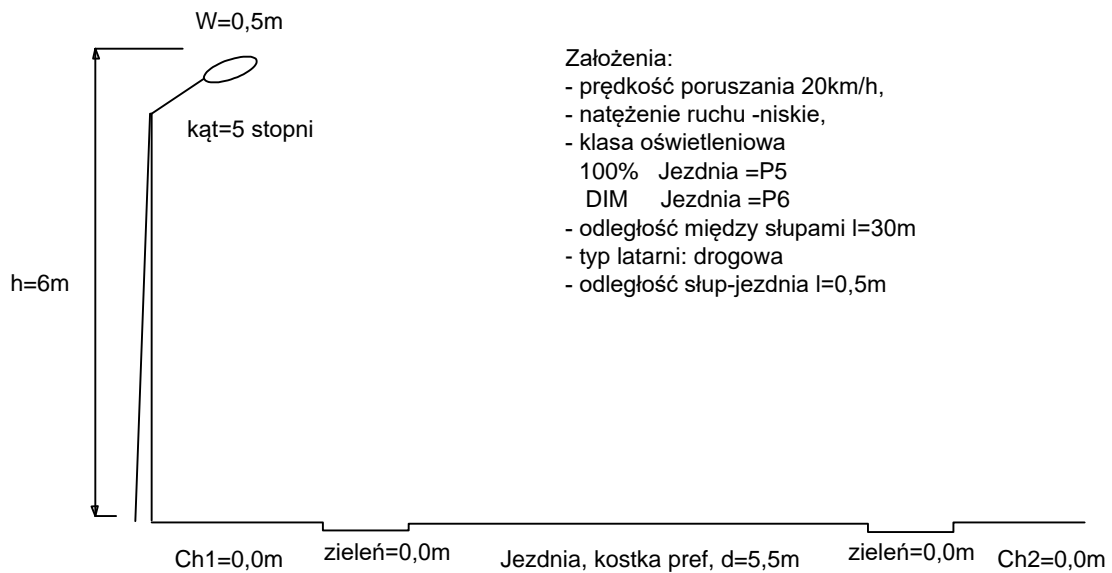 W=0,5m
kąt=5 stopni
h=6m
Założenia:
- prędkość poruszania 20km/h,
- natężenie ruchu -niskie,
- klasa oświetleniowa
100% Jezdnia =P5
DIM Jezdnia =P6
- odległość między słupami l=30m
- typ latarni: drogowa
- odległość słup-jezdnia l=0,5m
Ch1=0,0m
zieleń=0,0m
Jezdnia, kostka pref, d=5,5m
zieleń=0,0m
Ch2=0,0m